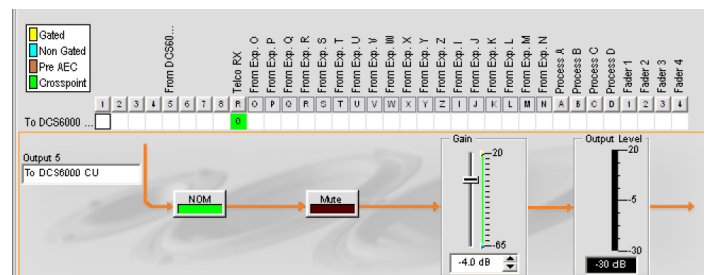 Gated
Non Gated
Pre AEC
Crosspoint
From DCS60...
Telco RX
From Exp. O
From Exp. P
From Exp. Q
From Exp. R
From Exp. S
From Exp. T
From Exp. U
From Exp. V
From Exp. W
From Exp. X
From Exp. Y
From Exp. Z
From Exp. I
From Exp. J
From Exp. K
From Exp. L
From Exp. M
From Exp. N
Process A
Process B
Process C
Process D
Fader 1
Fader 2
Fader 3
Fader 4
1 2 3 4 5 6 7 8 R O P Q R S T U V W X Y Z I J K L M N A B C D 1 2 3 4
To DCS6000 ... 0
Output 5
To DCS6000 CU
NOM
Mute
Gain
20
-65
-4.0 dB
Output Level
20
-5
-30
-30 dB